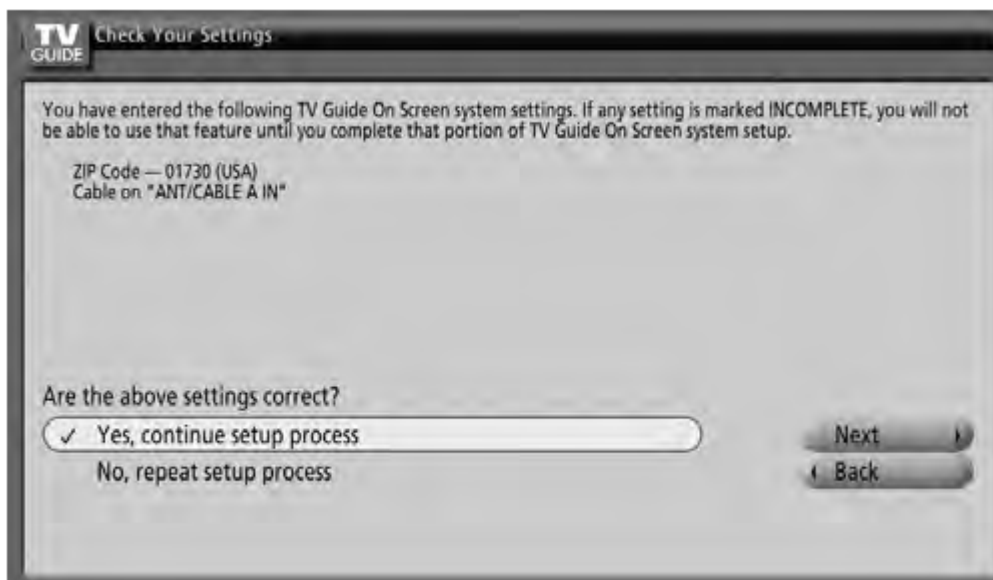 TV
GUIDE
Check Your Settings
You have entered the following TV Guide On Screen system settings. If any setting is marked INCOMPLETE, you will not
be able to use that feature until you complete that portion of TV Guide On Screen system setup.
ZIP Code — 01730 (USA)
Cable on "ANT/CABLE A IN"
Are the above settings correct?
✓ Yes, continue setup process
Next
No, repeat setup process
Back